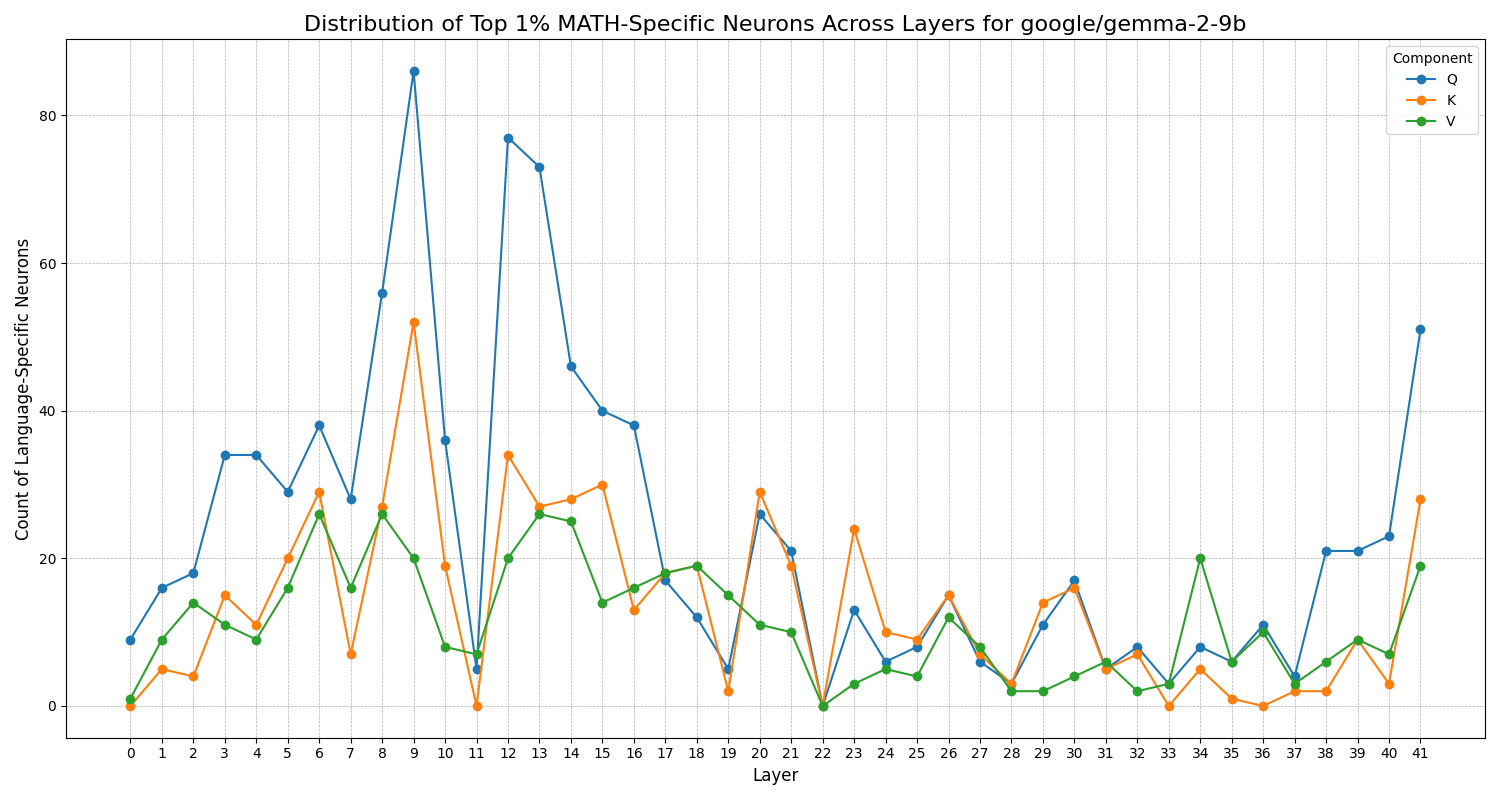 Distribution of Top 1% MATH-Specific Neurons Across Layers for google/gemma-2-9b
Component
Q
K
V
Count of Language-Specific Neurons
80
60
40
20
0
0 1 2 3 4 5 6 7 8 9 10 11 12 13 14 15 16 17 18 19 20 21 22 23 24 25 26 27 28 29 30 31 32 33 34 35 36 37 38 39 40 41
Layer